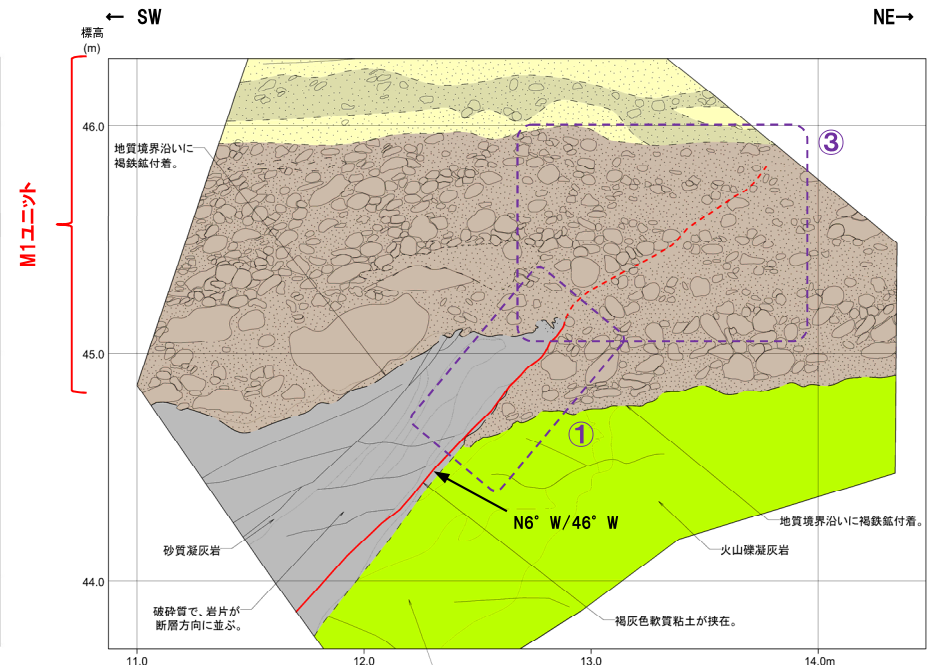 ← SW
NE→
標高
(m)
M1ユニット
46.0
地質境界沿いに
褐鉄鉱付着。
③
45.0
①
N6°W/46°W
地質境界沿いに褐鉄鉱付着。
砂質凝灰岩
火山礫凝灰岩
44.0
破砕質で、岩片が
断層方向に並ぶ。
褐灰色軟質粘土が挟在。
11.0
12.0
13.0
14.0m